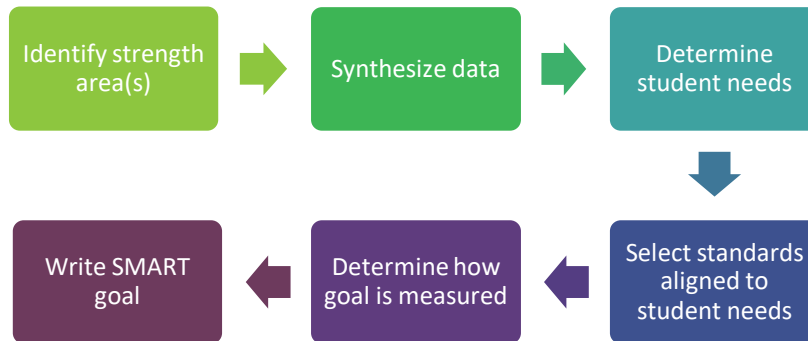 Identify strength
area(s)
Synthesize data
Determine
student needs
Select standards
aligned to
student needs
Determine how
goal is measured
Write SMART
goal